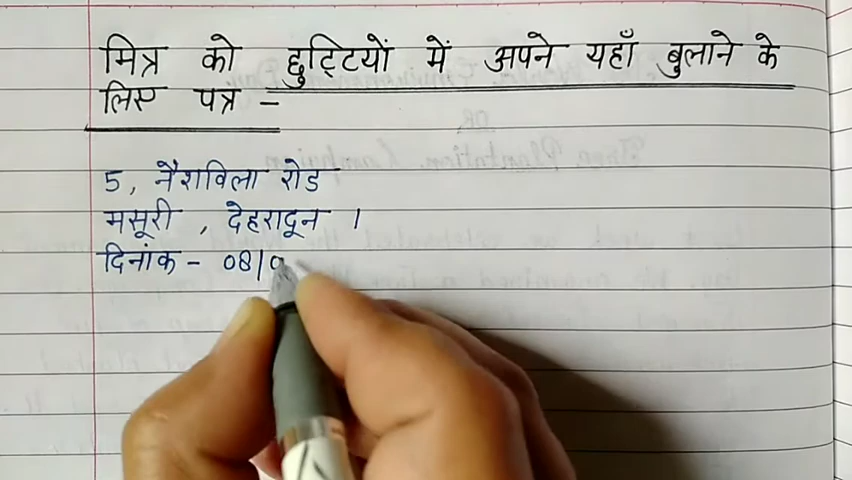 मित्र को छुट्टियों में अपने यहाँ बुलाने के
लिए पत्र -
5, नैशविला रोड
मसूरी , देहरादून ।
दिनांक - 08/0